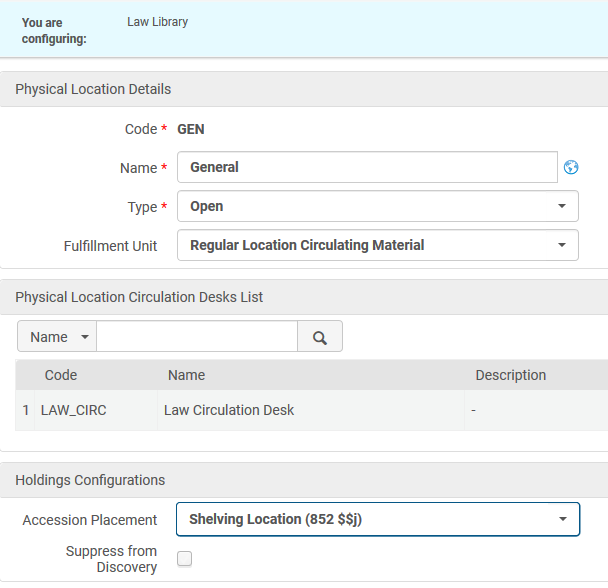 You are configuring: Law Library
Physical Location Details
Code * GEN
Name * General
Type * Open
Fulfillment Unit Regular Location Circulating Material
Physical Location Circulation Desks List
Name
Code Name Description
1 LAW_CIRC Law Circulation Desk -
Holdings Configurations
Accession Placement Shelving Location (852 $$j)
Suppress from
Discovery